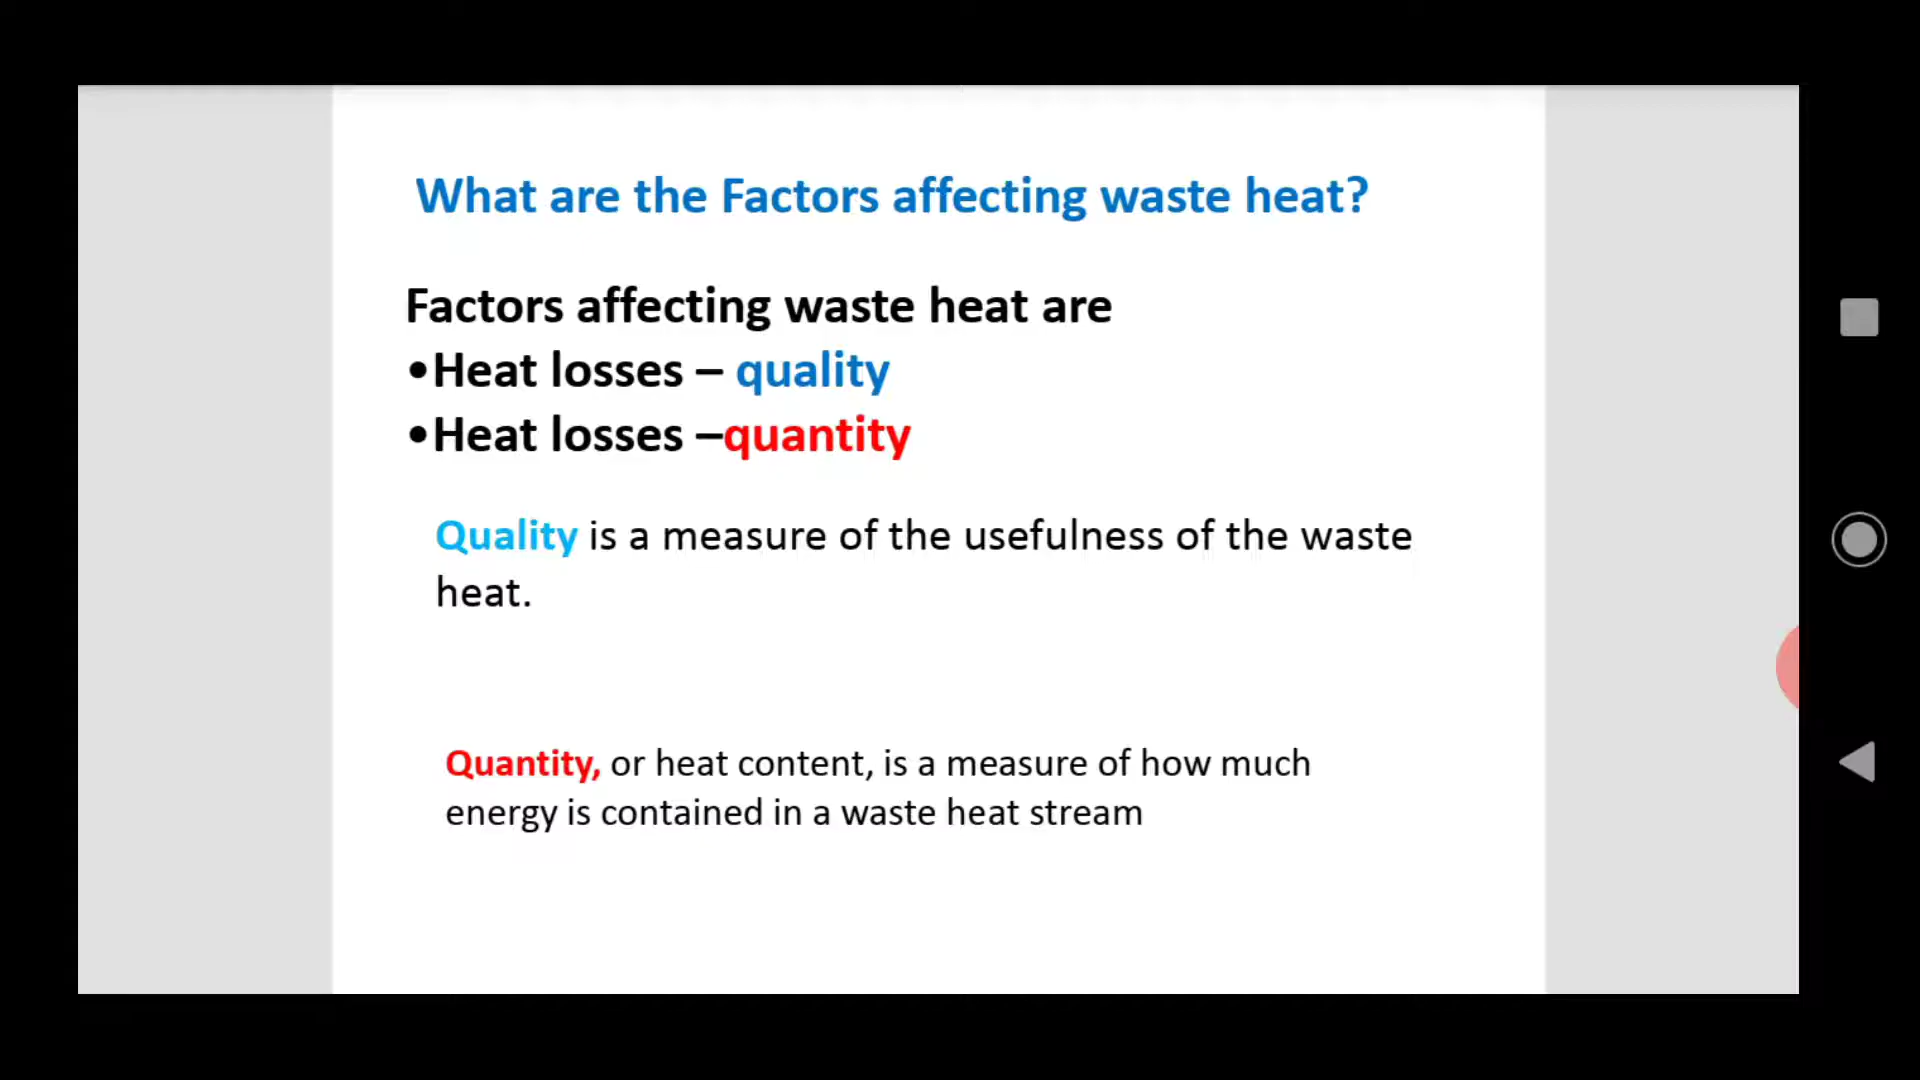 What are the Factors affecting waste heat?
Factors affecting waste heat are
•Heat losses – quality
•Heat losses –quantity
Quality is a measure of the usefulness of the waste
heat.
Quantity, or heat content, is a measure of how much
energy is contained in a waste heat stream